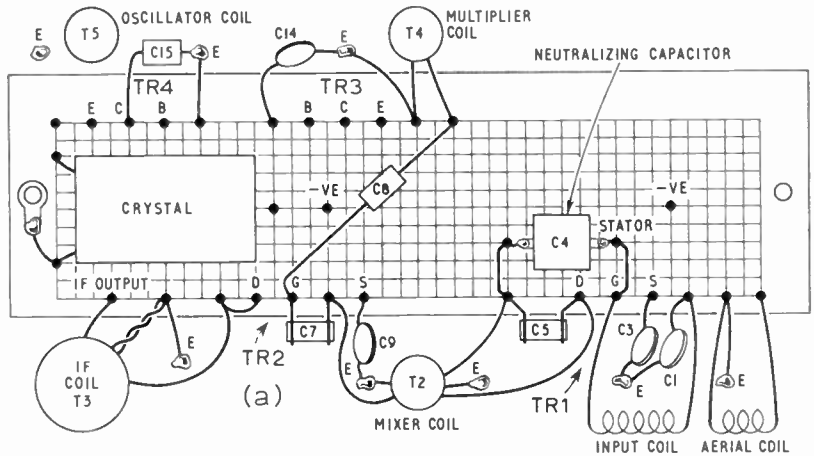 OSCILLATOR COIL
T5
E
C15
E
C14
E
T4
MULTIPLIER
COIL
NEUTRALIZING CAPACITOR
TR4
TR3
E C B
B C E
CRYSTAL
-VE
C8
-VE
C4
STATOR
IF OUTPUT
D
G
S
D
G
S
E
TR2
C7
C9
E
T2
E
C5
TR1
C3
C1
E
E
IF
COIL
T3
(a)
MIXER COIL
INPUT COIL
AERIAL COIL